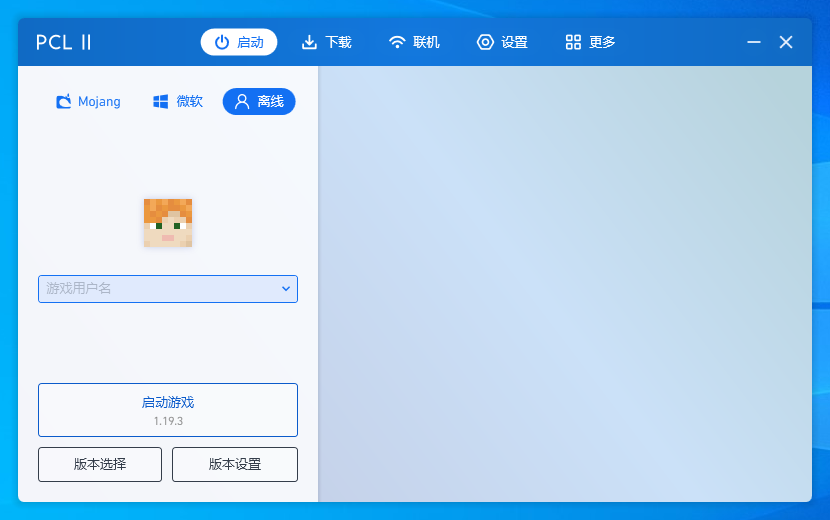 PCL II
启动
下载
联机
设置
更多
Mojang
微软
离线
游戏用户名
启动游戏
1.19.3
版本选择
版本设置